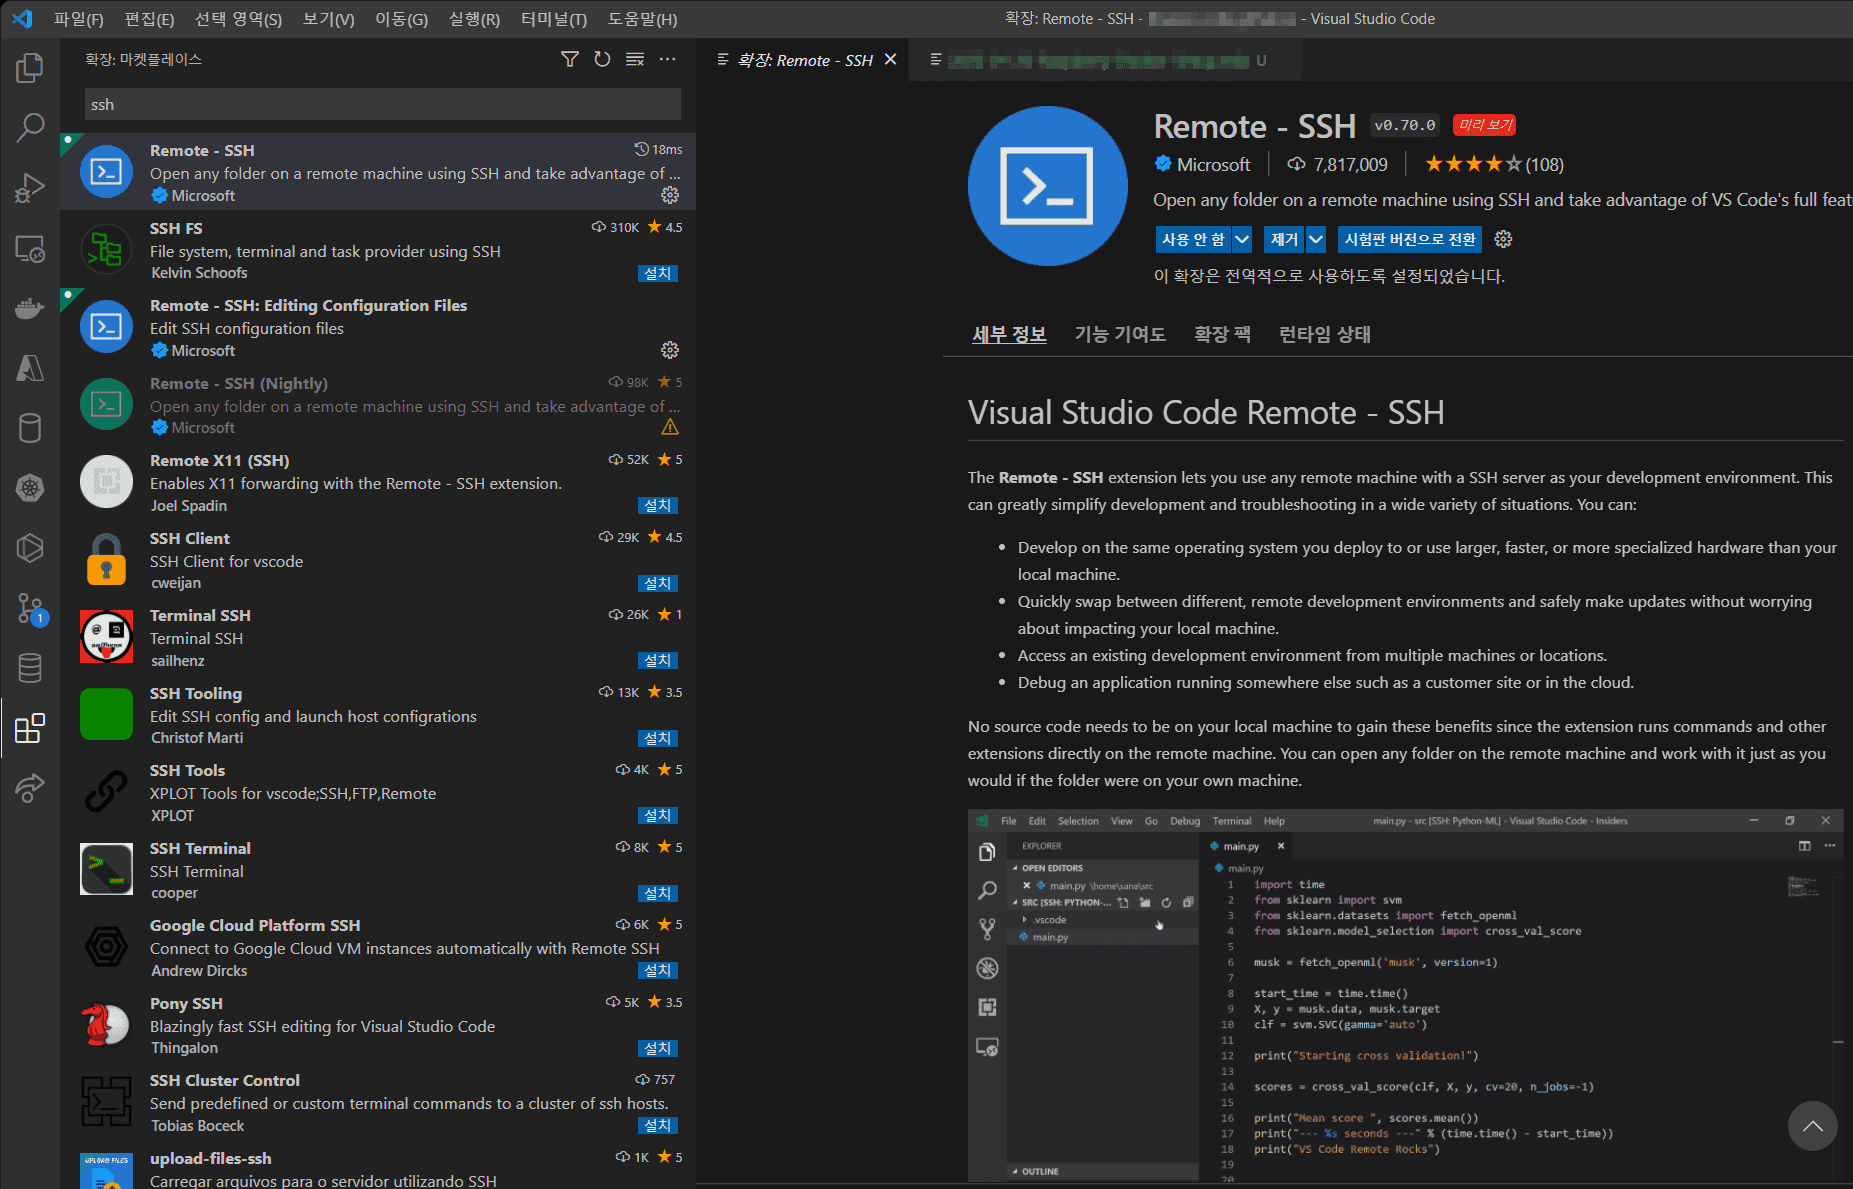 파일(F) 편집(E) 선택 영역(S) 보기(V) 이동(G) 실행(R) 터미널(T) 도움말(H)
확장: Remote - SSH - - Visual Studio Code
확장: 마켓플레이스
ssh
Remote - SSH 18ms
Open any folder on a remote machine using SSH and take advantage of ...
Microsoft
SSH FS 310K 4.5
File system, terminal and task provider using SSH
Kelvin Schoofs 설치
Remote - SSH: Editing Configuration Files
Edit SSH configuration files
Microsoft
Remote - SSH (Nightly) 98K 5
Open any folder on a remote machine using SSH and take advantage of ...
Microsoft
Remote X11 (SSH) 52K 5
Enables X11 forwarding with the Remote - SSH extension.
Joel Spadin 설치
SSH Client 29K 4.5
SSH Client for vscode
cweijan 설치
Terminal SSH 26K 1
Terminal SSH
sailhenz 설치
SSH Tooling 13K 3.5
Edit SSH config and launch host configrations
Christof Marti 설치
SSH Tools 4K 5
XPLOT Tools for vscode;SSH,FTP,Remote
XPLOT 설치
SSH Terminal 8K 5
SSH Terminal
cooper 설치
Google Cloud Platform SSH 6K 5
Connect to Google Cloud VM instances automatically with Remote SSH
Andrew Dircks 설치
Pony SSH 5K 3.5
Blazingly fast SSH editing for Visual Studio Code
Thingalon 설치
SSH Cluster Control 757
Send predefined or custom terminal commands to a cluster of ssh hosts.
Tobias Boceck 설치
UPLOAD FILES
upload-files-ssh 1K 5
Carregar arquivos para o servidor utilizando SSH
1
확장: Remote - SSH
U
Remote - SSH v0.70.0 미리 보기
Microsoft 7,817,009 (108)
Open any folder on a remote machine using SSH and take advantage of VS Code's full feat
사용 안 함 제거 시험판 버전으로 전환
이 확장은 전역적으로 사용하도록 설정되었습니다.
세부 정보 기능 기여도 확장 팩 런타임 상태
Visual Studio Code Remote - SSH
The Remote - SSH extension lets you use any remote machine with a SSH server as your development environment. This
can greatly simplify development and troubleshooting in a wide variety of situations. You can:
Develop on the same operating system you deploy to or use larger, faster, or more specialized hardware than your
local machine.
Quickly swap between different, remote development environments and safely make updates without worrying
about impacting your local machine.
Access an existing development environment from multiple machines or locations.
Debug an application running somewhere else such as a customer site or in the cloud.
No source code needs to be on your local machine to gain these benefits since the extension runs commands and other
extensions directly on the remote machine. You can open any folder on the remote machine and work with it just as you
would if the folder were on your own machine.
File Edit Selection View Go Debug Terminal Help main.py - src [SSH: Python-ML] - Visual Studio Code - Insiders
EXPLORER
OPEN EDITORS
main.py \home\sana\src
SRC [SSH: PYTHON-...
.vscode
main.py
OUTLINE
main.py
main.py
1 import time
2 from sklearn import svm
3 from sklearn.datasets import fetch_openml
4 from sklearn.model_selection import cross_val_score
5
6 musk = fetch_openml('musk', version=1)
7
8 start_time = time.time()
9 X, y = musk.data, musk.target
10 clf = svm.SVC(gamma='auto')
11
12 print("Starting cross validation!")
13
14 scores = cross_val_score(clf, X, y, cv=20, n_jobs=-1)
15
16 print("Mean score ", scores.mean())
17 print("--- %s seconds ---" % (time.time() - start_time))
18 print("VS Code Remote Rocks")
19
20